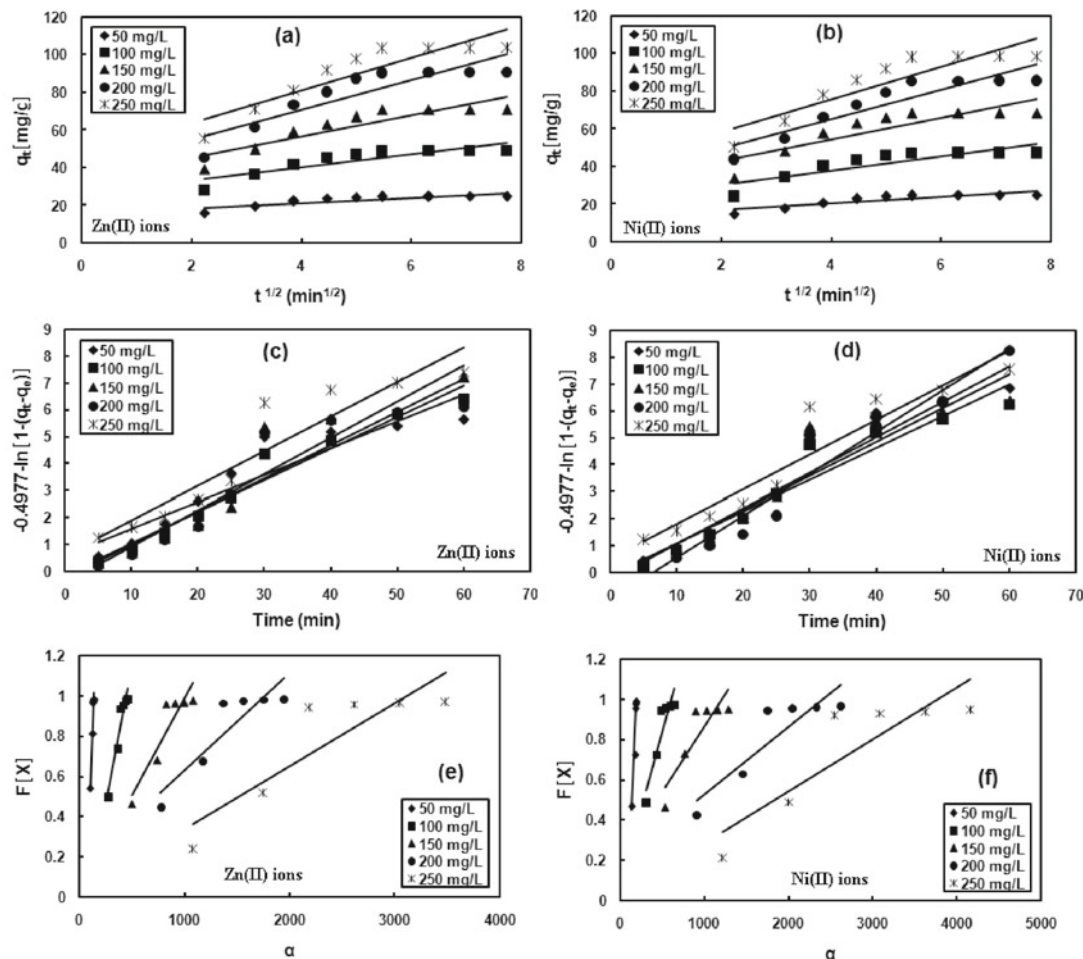 (a)
50 mg/L
100 mg/L
150 mg/L
200 mg/L
250 mg/L
120
100
80
60
40
20
0
qt [mg/g]
Zn(II) ions
0 2 4 6 8
t 1/2 (min1/2)
(b)
50 mg/L
100 mg/L
150 mg/L
200 mg/L
250 mg/L
120
100
80
60
40
20
0
qt [mg/g]
Ni(II) ions
0 2 4 6 8
t 1/2 (min1/2)
(c)
50 mg/L
100 mg/L
150 mg/L
200 mg/L
250 mg/L
9
8
7
6
5
4
3
2
1
0
-0.4977-ln [1-(qt-qe)]
Zn(II) ions
0 10 20 30 40 50 60 70
Time (min)
(d)
50 mg/L
100 mg/L
150 mg/L
200 mg/L
250 mg/L
9
8
7
6
5
4
3
2
1
0
-0.4977-ln [1-(qt-qe)]
Ni(II) ions
0 10 20 30 40 50 60 70
Time (min)
1.2
1
0.8
0.6
0.4
0.2
0
F [X]
(e)
50 mg/L
100 mg/L
150 mg/L
200 mg/L
250 mg/L
Zn(II) ions
0 1000 2000 3000 4000
α
1.2
1
0.8
0.6
0.4
0.2
0
F [X]
(f)
50 mg/L
100 mg/L
150 mg/L
200 mg/L
250 mg/L
Ni(II) ions
0 1000 2000 3000 4000 5000
α